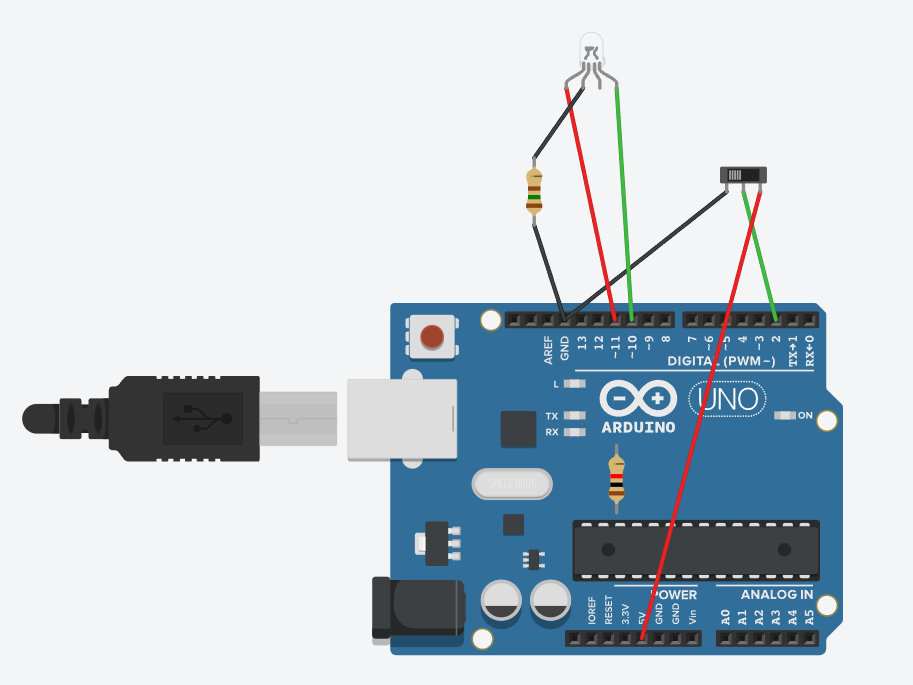 AREF
GND
13
12
~11
~10
~9
8
7
~6
~5
4
~3
2
TX→1
RX←0
DIGITAL (PWM~)
L
TX
RX
ARDUINO
UNO
ON
POWER
ANALOG IN
IOREF
RESET
3.3V
5V
GND
GND
Vin
A0
A1
A2
A3
A4
A5